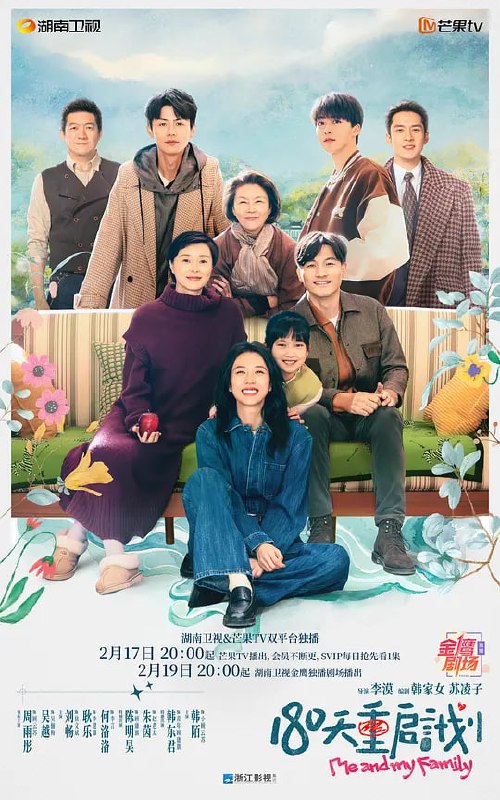 湖南卫视
芒果tv
湖南卫视&芒果TV双平台独播
2月17日 20:00起 芒果TV播出, 会员不断更, SVIP每日抢先看1集
2月19日 20:00起 湖南卫视金鹰独播剧场播出
金鹰
剧场
导演 李漠 编剧 韩家女 苏凌子
周雨彤
吴越
刘畅
耿乐
何洛洛
陈明昊
朱茵
韩东君
韩陌
180天重启计划
Me and my Family
浙江影视